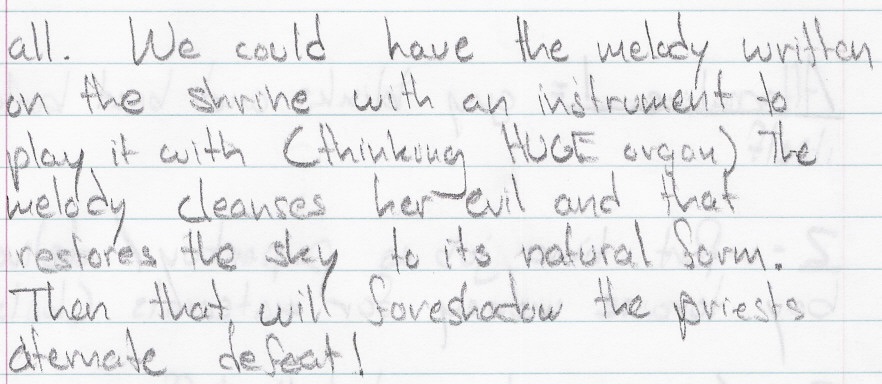 all. We could have the melody written
on the shrine with an instrument to
play it with (thinking HUGE organ) The
melody cleanses her evil and that
restores the sky to its natural form.
Then that will foreshadow the priests
alternate defeat!